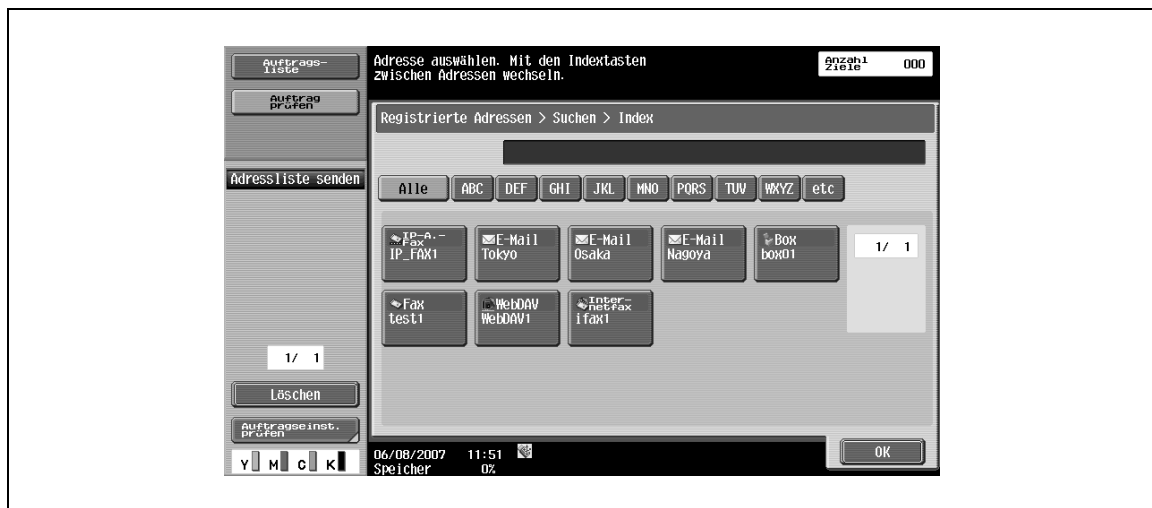 Auftrags-
liste
Auftrag
prüfen
Adressliste senden
1/ 1
Löschen
Auftragseinst.
prüfen
Y M C K
Adresse auswählen. Mit den Indextasten
zwischen Adressen wechseln.
Anzahl
Ziele 000
Registrierte Adressen > Suchen > Index
Alle ABC DEF GHI JKL MNO PQRS TUV WXYZ etc
IP-A.-
Fax
IP_FAX1
E-Mail
Tokyo
E-Mail
Osaka
E-Mail
Nagoya
Box
box01
1/ 1
Fax
test1
WebDAV
WebDAV1
Inter-
netfax
ifax1
06/08/2007 11:51
Speicher 0%
OK